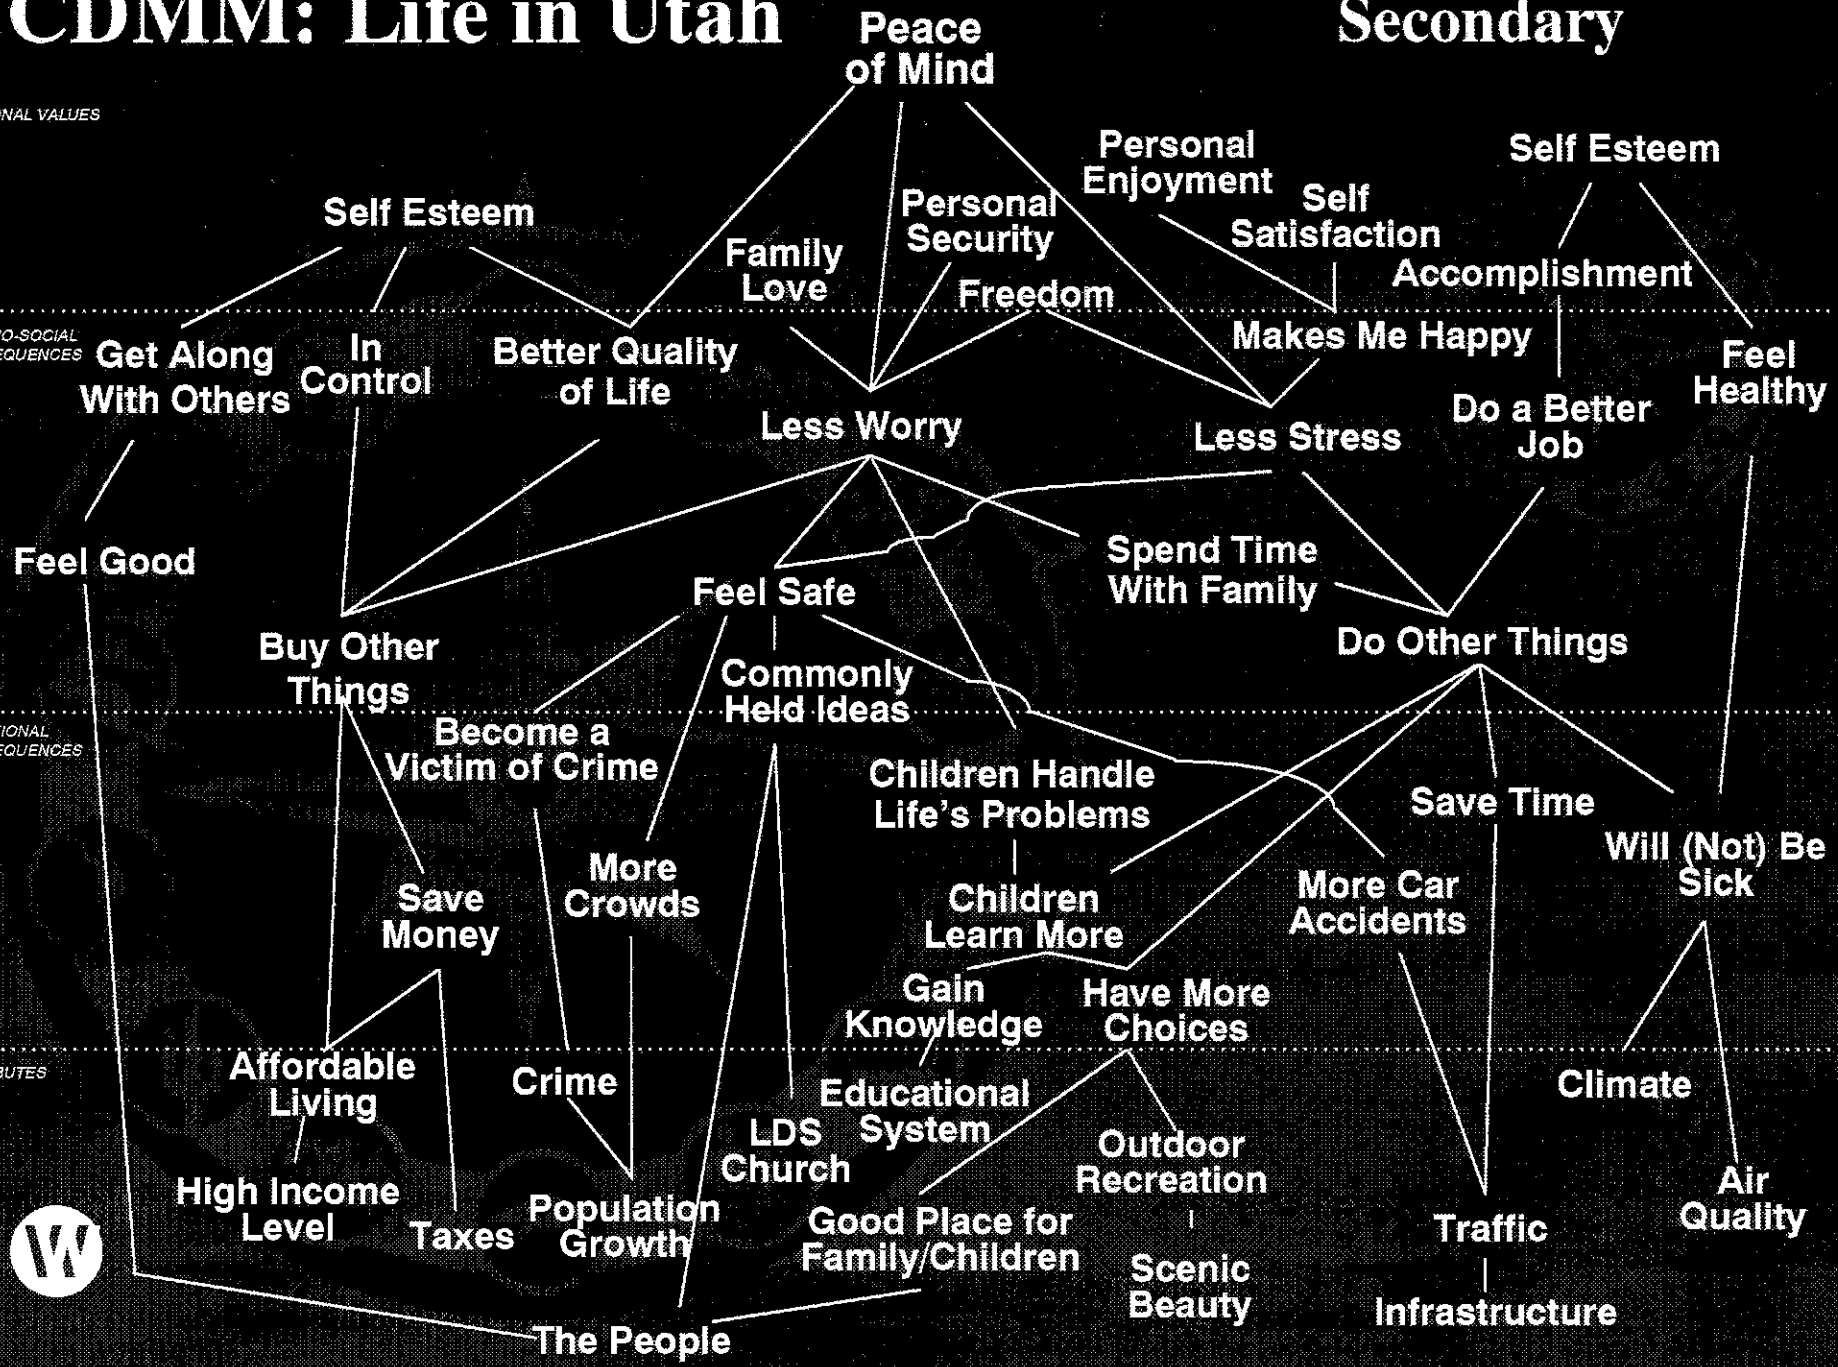 CDMM: Life in Utah
Secondary
Peace
of Mind
NAL VALUES
Personal
Enjoyment
Self Esteem
Self Esteem
Personal
Security
Self
Satisfaction
Family
Love
Freedom
Accomplishment
O-SOCIAL
EQUENCES
Get Along
With Others
In
Control
Better Quality
of Life
Makes Me Happy
Feel
Healthy
Less Worry
Less Stress
Do a Better
Job
Feel Good
Spend Time
With Family
Feel Safe
Buy Other
Things
Do Other Things
Commonly
Held Ideas
IONAL
EQUENCES
Become a
Victim of Crime
Children Handle
Life's Problems
Save Time
Will (Not) Be
Sick
More
Crowds
Save
Money
Children
Learn More
More Car
Accidents
Gain
Knowledge
Have More
Choices
BUTES
Affordable
Living
Crime
Educational
System
Climate
LDS
Church
Outdoor
Recreation
High Income
Level
Taxes
Population
Growth
Good Place for
Family/Children
Traffic
Air
Quality
W
Scenic
Beauty
Infrastructure
The People